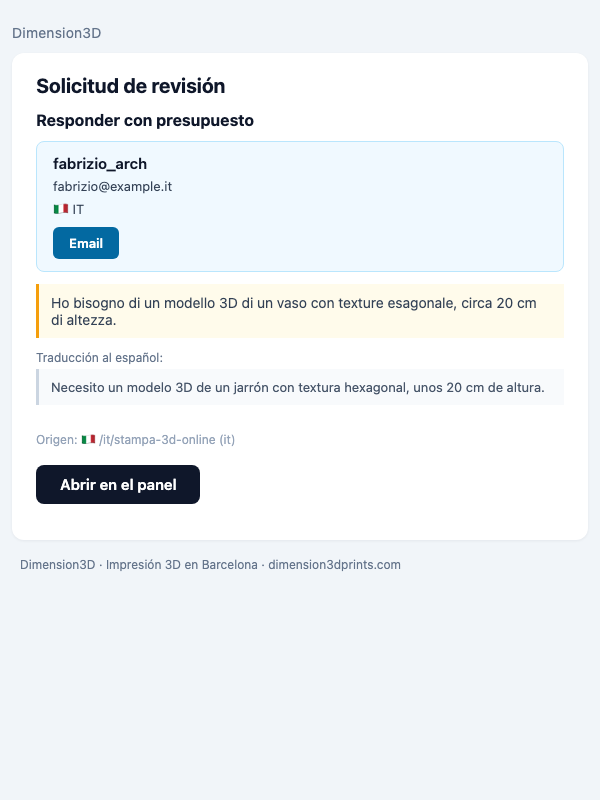 Dimension3D
Solicitud de revisión
Responder con presupuesto
fabrizio_arch
fabrizio@example.it
🇮🇹 IT
Email
Ho bisogno di un modello 3D di un vaso con texture esagonale, circa 20 cm
di altezza.
Traducción al español:
Necesito un modelo 3D de un jarrón con textura hexagonal, unos 20 cm de altura.
Origen: 🇮🇹 /it/stampa-3d-online (it)
Abrir en el panel
Dimension3D · Impresión 3D en Barcelona · dimension3dprints.com